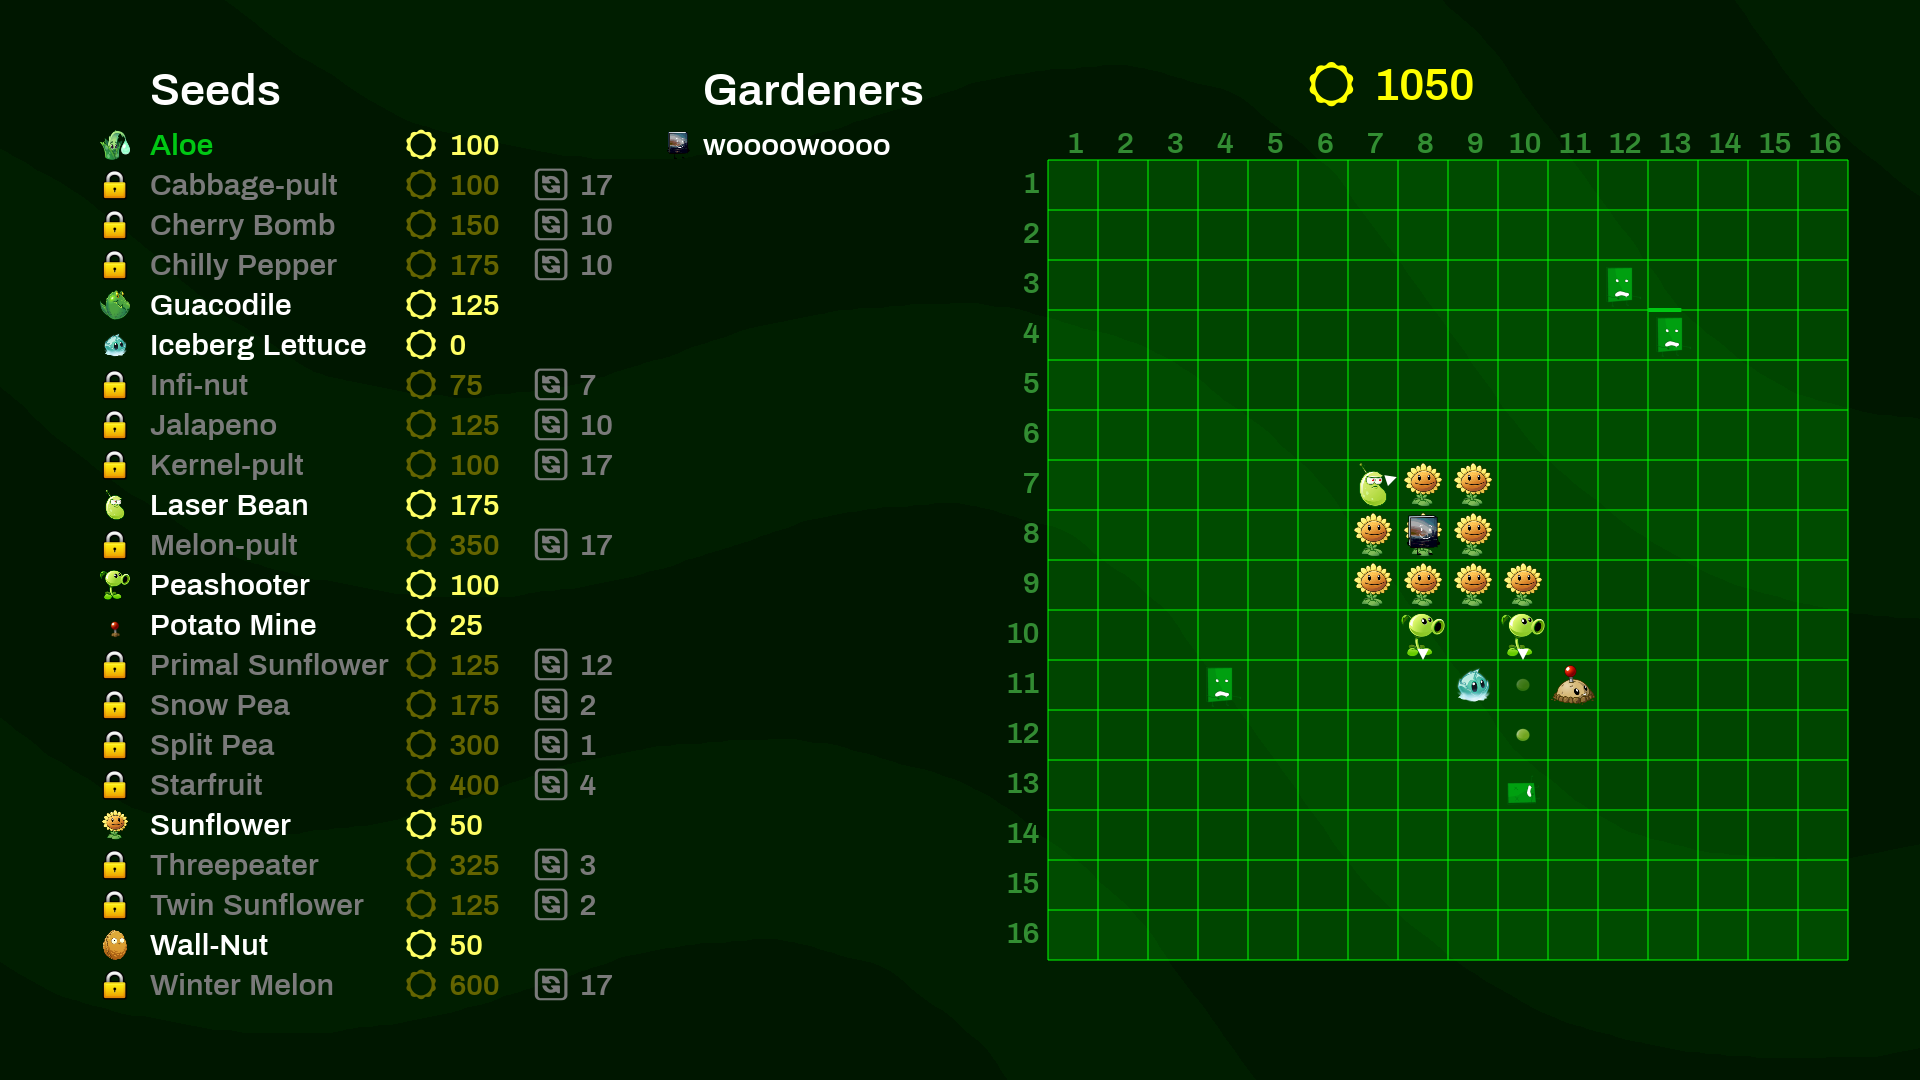 Seeds
Aloe 100
Cabbage-pult 100 17
Cherry Bomb 150 10
Chilly Pepper 175 10
Guacodile 125
Iceberg Lettuce 0
Infi-nut 75 7
Jalapeno 125 10
Kernel-pult 100 17
Laser Bean 175
Melon-pult 350 17
Peashooter 100
Potato Mine 25
Primal Sunflower 125 12
Snow Pea 175 2
Split Pea 300 1
Starfruit 400 4
Sunflower 50
Threepeater 325 3
Twin Sunflower 125 2
Wall-Nut 50
Winter Melon 600 17
Gardeners
woooowoooo
1050
1 2 3 4 5 6 7 8 9 10 11 12 13 14 15 16
1
2
3
4
5
6
7
8
9
10
11
12
13
14
15
16